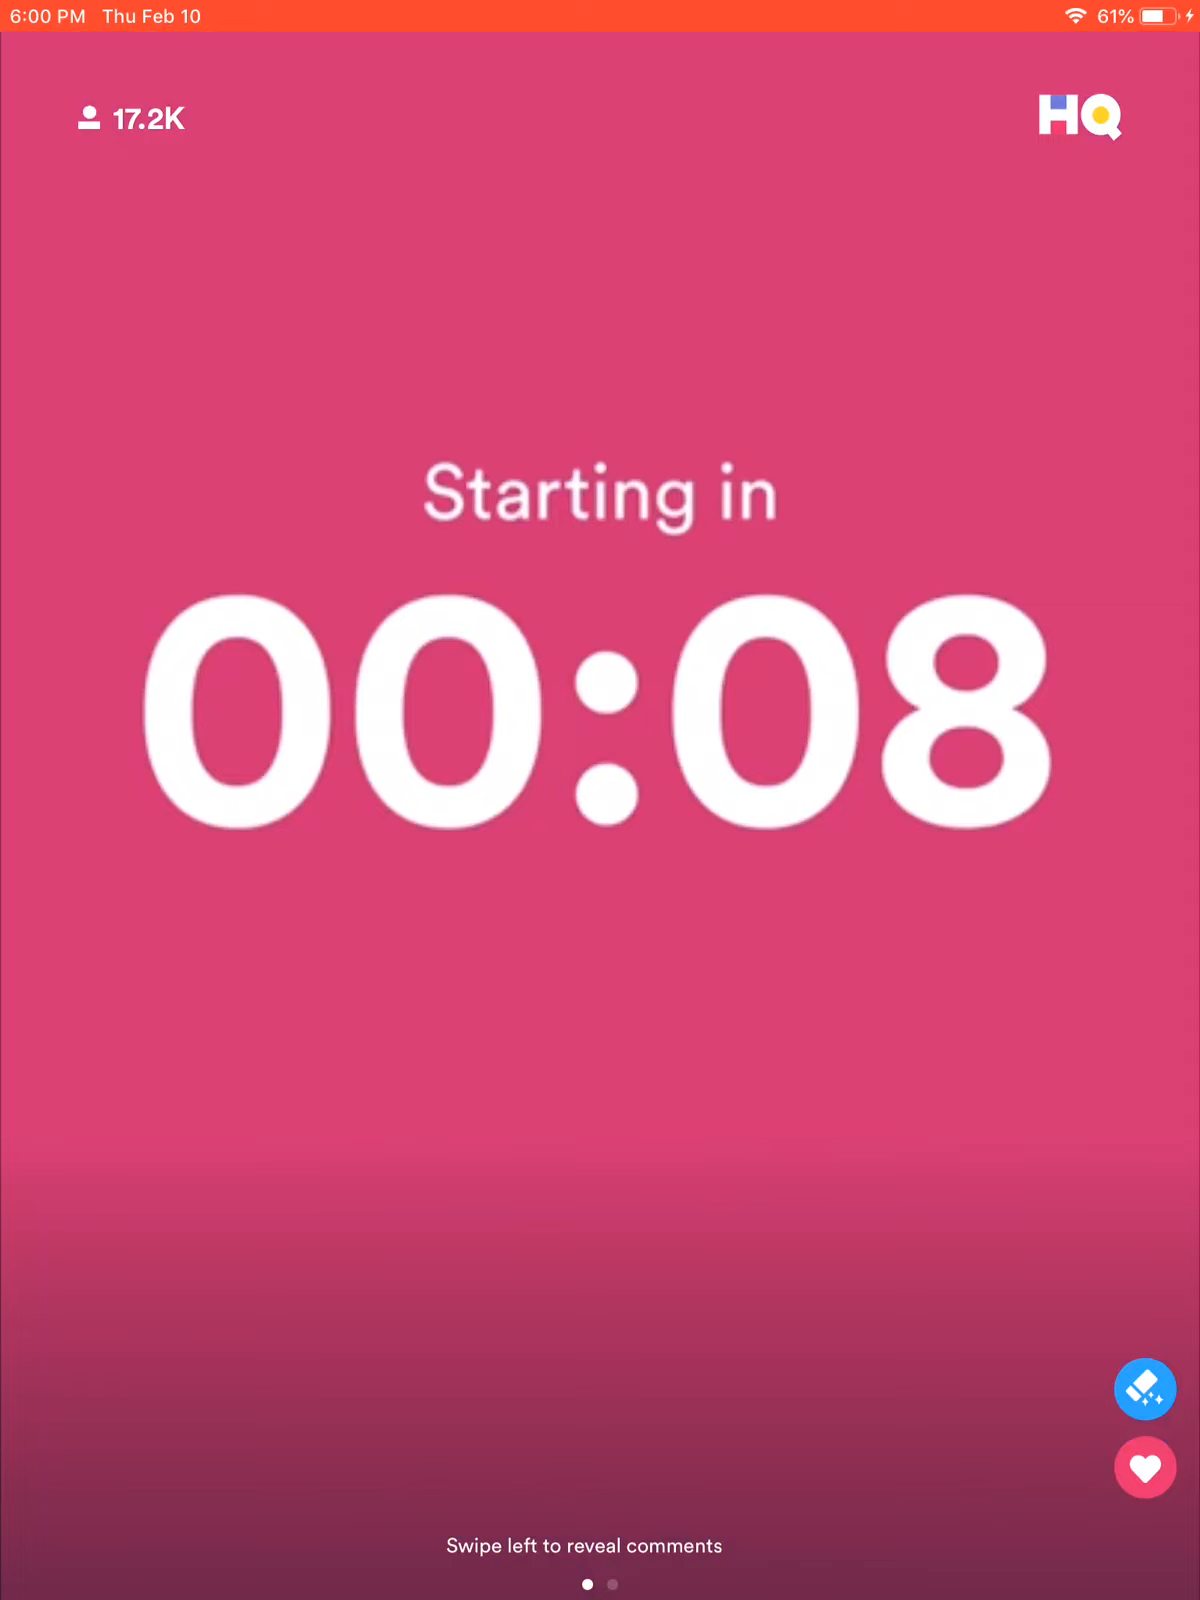 6:00 PM Thu Feb 10 61%
17.2K HQ
Starting in
00:08
Swipe left to reveal comments